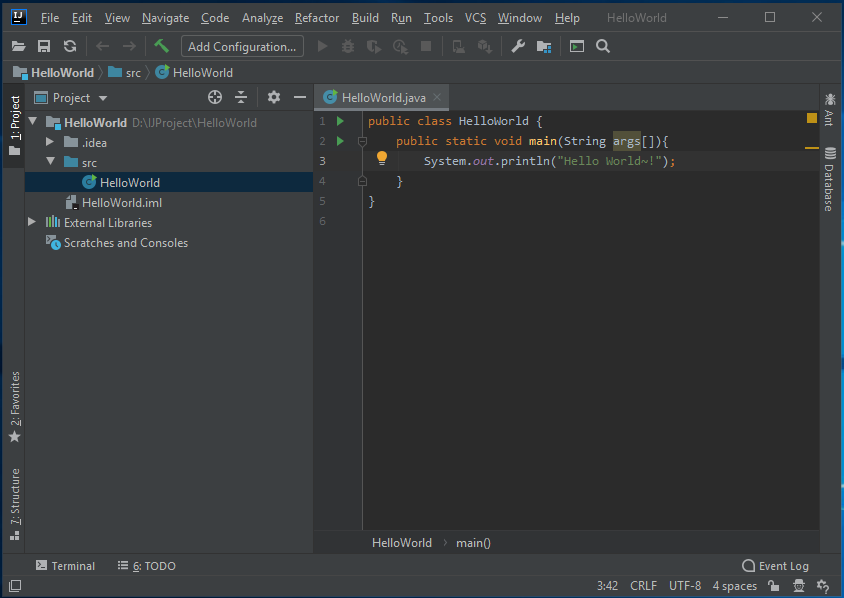 IJ File Edit View Navigate Code Analyze Refactor Build Run Tools VCS Window Help HelloWorld
Add Configuration...
HelloWorld src HelloWorld
1: Project
Project
HelloWorld D:\IJProject\HelloWorld
.idea
src
HelloWorld
HelloWorld.iml
External Libraries
Scratches and Consoles
HelloWorld.java
1 public class HelloWorld {
2 public static void main(String args[]){
3 System.out.println("Hello World~!");
4 }
5 }
6
Ant
Database
2: Favorites
7: Structure
HelloWorld main()
Terminal 6: TODO Event Log
3:42 CRLF UTF-8 4 spaces